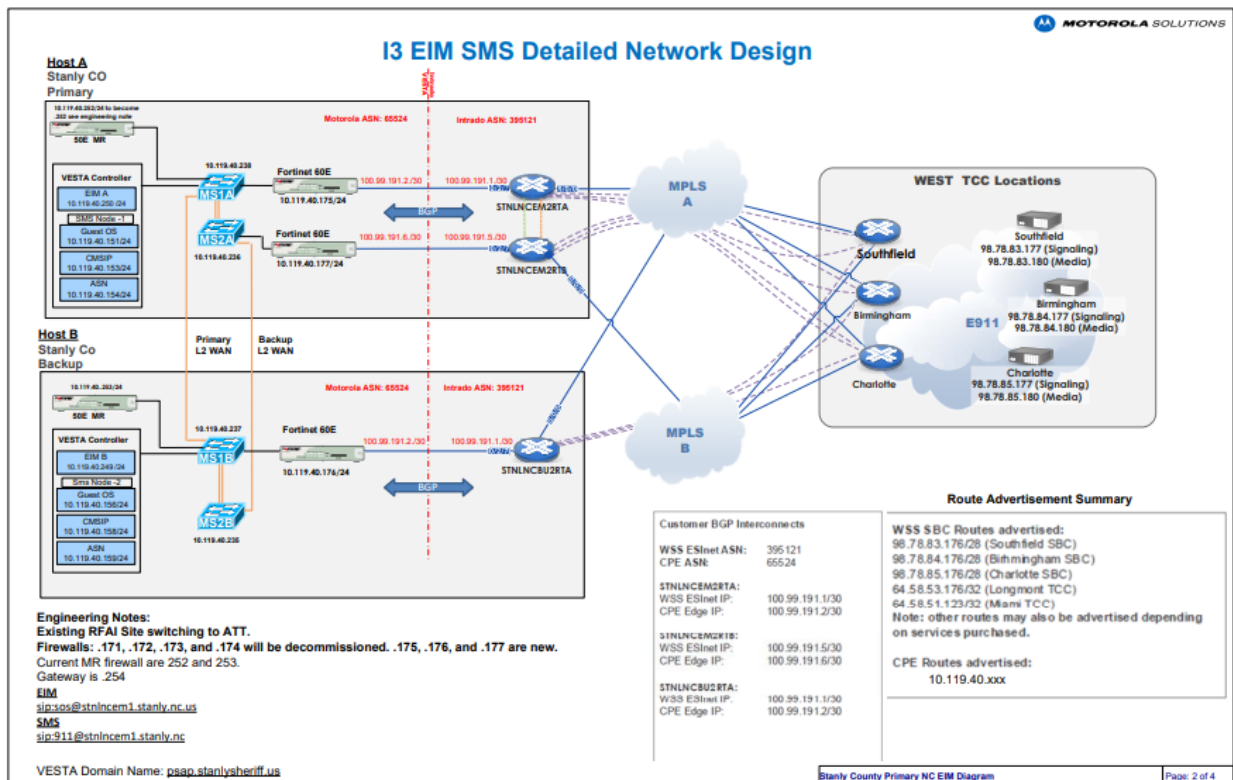 MOTOROLA SOLUTIONS
I3 EIM SMS Detailed Network Design
Host A
Stanly CO
Primary
10.119.40.252/24 to become
.252 see engineering note
50E MR
VESTA Controller
EIM A
10.119.40.250 /24
SMS Node -1
Guest OS
10.119.40.151/24
CMSIP
10.119.40.153/24
ASN
10.119.40.154/24
10.119.40.238
MS1A
MS2A
10.119.40.236
Fortinet 60E
10.119.40.175/24
Fortinet 60E
10.119.40.177/24
VESTA
Intrado
Motorola ASN: 65524
Intrado ASN: 395121
100.99.191.2/30
100.99.191.1/30
STNLNCEM2RTA
BGP
100.99.191.6/30
100.99.191.5/30
STNLNCEM2RTB
Primary
L2 WAN
Backup
L2 WAN
Host B
Stanly Co
Backup
10.119.40..253/24
50E MR
VESTA Controller
EIM B
10.119.40.249 /24
Sms Node -2
Guest OS
10.119.40.156/24
CMSIP
10.119.40.158/24
ASN
10.119.40.159/24
10.119.40.237
MS1B
MS2B
10.119.40.235
Fortinet 60E
10.119.40.176/24
Motorola ASN: 65524
Intrado ASN: 395121
100.99.191.2/30
100.99.191.1/30
STNLNCBU2RTA
BGP
MPLS
A
MPLS
B
WEST TCC Locations
Southfield
Birmingham
Charlotte
E911
Southfield
98.78.83.177 (Signaling)
98.78.83.180 (Media)
Birmingham
98.78.84.177 (Signaling)
98.78.84.180 (Media)
Charlotte
98.78.85.177 (Signaling)
98.78.85.180 (Media)
Engineering Notes:
Existing RFAI Site switching to ATT.
Firewalls: .171, .172, .173, and .174 will be decommissioned. .175, .176, and .177 are new.
Current MR firewall are 252 and 253.
Gateway is .254
EIM
sip:sos@stnlncem1.stanly.nc.us
SMS
sip:911@stnlncem1.stanly.nc
VESTA Domain Name: psap.stanlysheriff.us
Customer BGP Interconnects
WSS ESInet ASN: 395121
CPE ASN: 65524
STNLNCEM2RTA:
WSS ESInet IP: 100.99.191.1/30
CPE Edge IP: 100.99.191.2/30
STNLNCEM2RTB:
WSS ESInet IP: 100.99.191.5/30
CPE Edge IP: 100.99.191.6/30
STNLNCBU2RTA:
WSS ESInet IP: 100.99.191.1/30
CPE Edge IP: 100.99.191.2/30
Route Advertisement Summary
WSS SBC Routes advertised:
98.78.83.176/28 (Southfield SBC)
98.78.84.176/28 (Birhmingham SBC)
98.78.85.176/28 (Charlotte SBC)
64.58.53.176/32 (Longmont TCC)
64.58.51.123/32 (Miami TCC)
Note: other routes may also be advertised depending
on services purchased.
CPE Routes advertised:
10.119.40.xxx
Stanly County Primary NC EIM Diagram
Page: 2 of 4